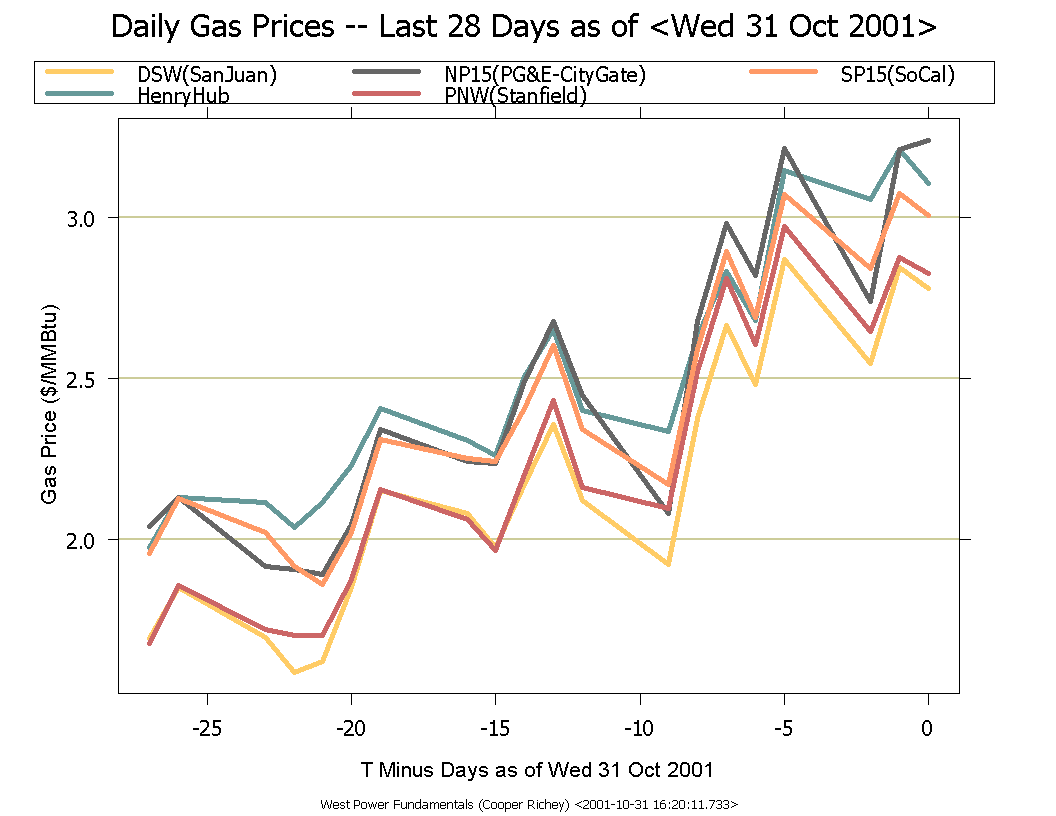 Daily Gas Prices -- Last 28 Days as of <Wed 31 Oct 2001>
DSW(SanJuan) NP15(PG&E-CityGate) SP15(SoCal)
HenryHub PNW(Stanfield)
3.0
2.5
2.0
Gas Price ($/MMBtu)
-25 -20 -15 -10 -5 0
T Minus Days as of Wed 31 Oct 2001
West Power Fundamentals (Cooper Richey) <2001-10-31 16:20:11.733>